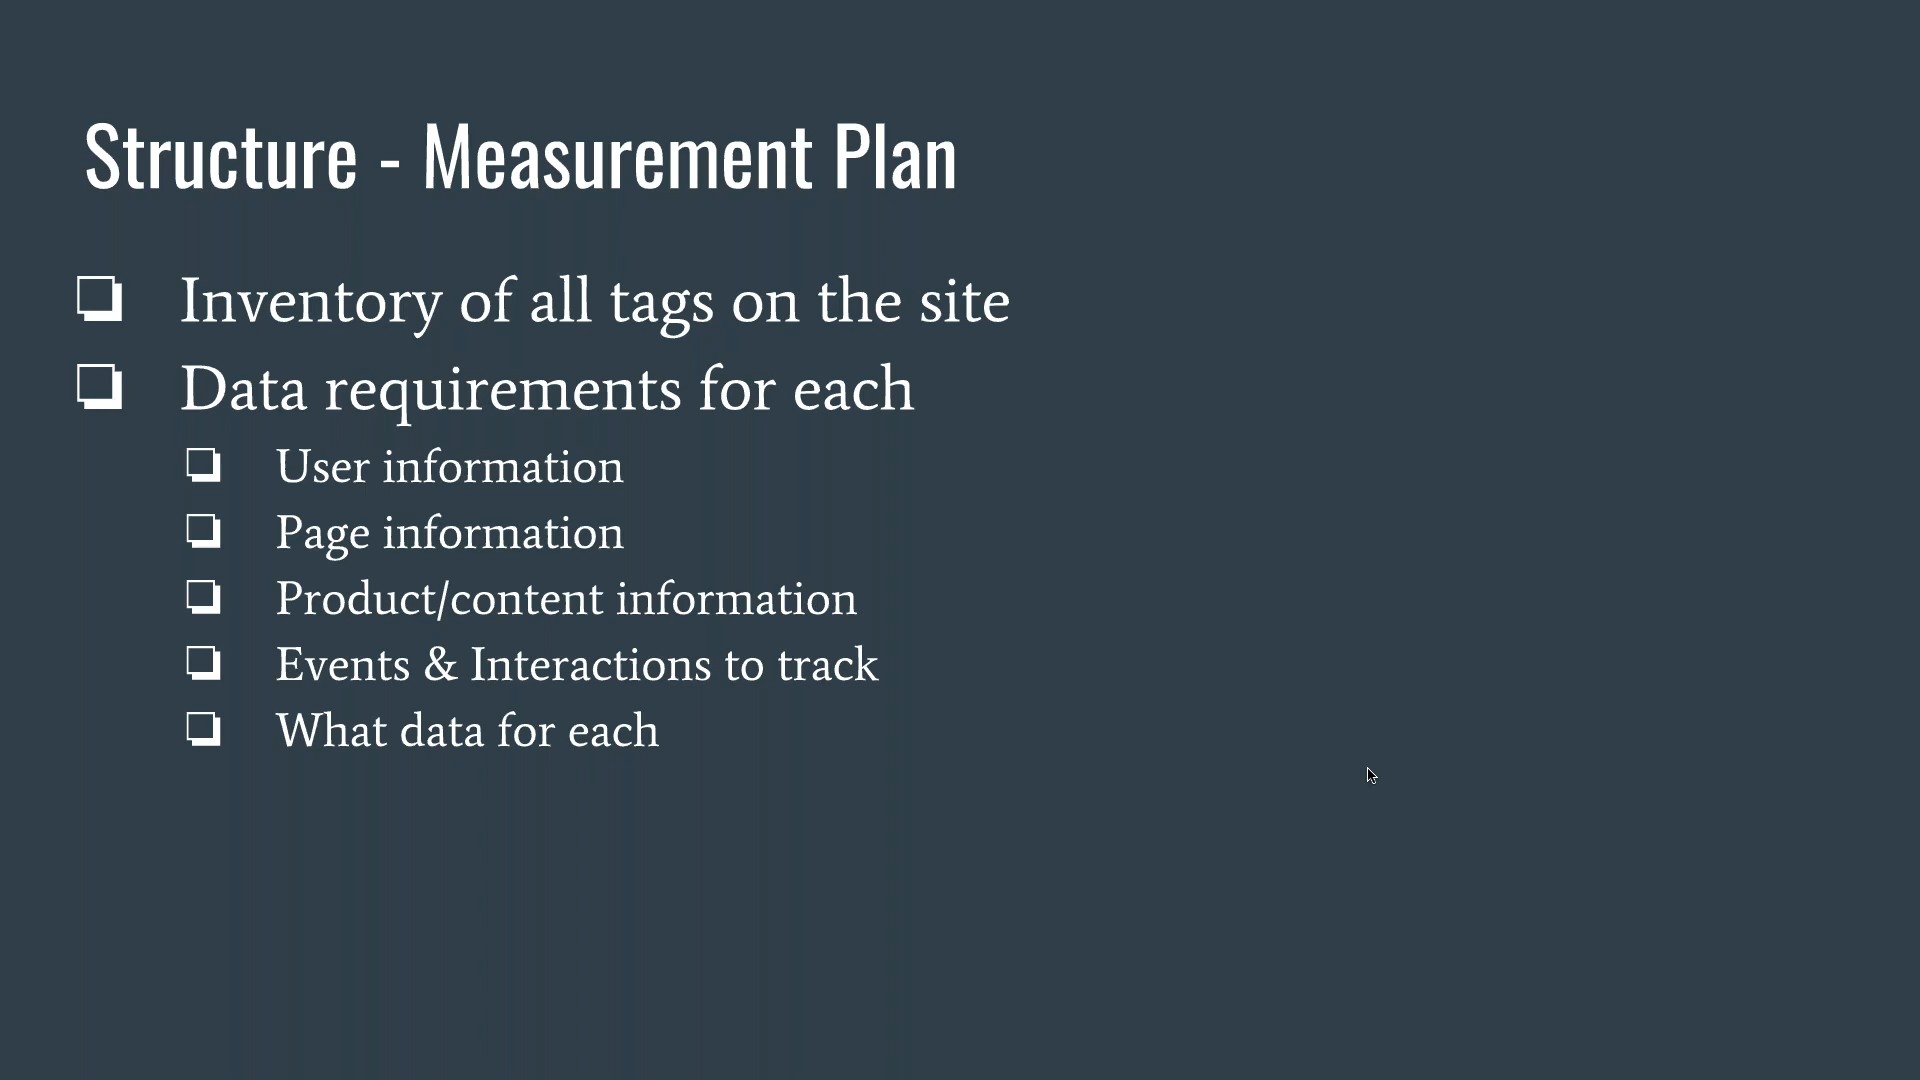 Structure - Measurement Plan
❏ Inventory of all tags on the site
❏ Data requirements for each
❏ User information
❏ Page information
❏ Product/content information
❏ Events & Interactions to track
❏ What data for each